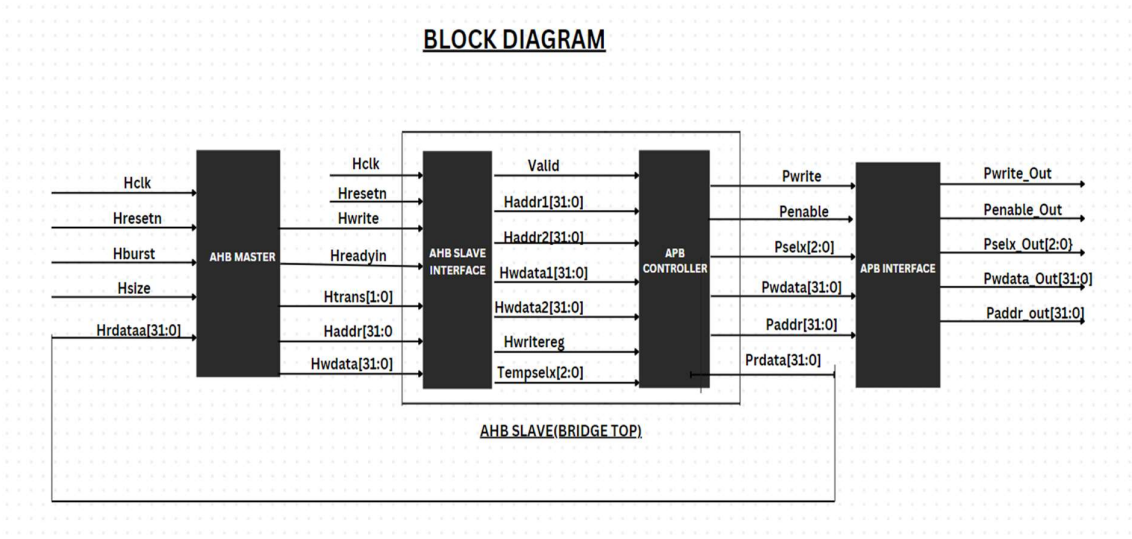 BLOCK DIAGRAM
Hclk
Hresetn
Hburst
Hsize
Hrdataa[31:0]
AHB MASTER
Hclk
Hresetn
Hwrite
Hreadyin
Htrans[1:0]
Haddr[31:0
Hwdata[31:0]
AHB SLAVE
INTERFACE
Valid
Haddr1[31:0]
Haddr2[31:0]
Hwdata1[31:0]
Hwdata2[31:0]
Hwritereg
Tempselx[2:0]
APB
CONTROLLER
AHB SLAVE(BRIDGE TOP)
Pwrite
Penable
Pselx[2:0]
Pwdata[31:0]
Paddr[31:0]
Prdata[31:0]
APB INTERFACE
Pwrite_Out
Penable_Out
Pselx_Out[2:0}
Pwdata_Out[31:0]
Paddr_out[31:0]